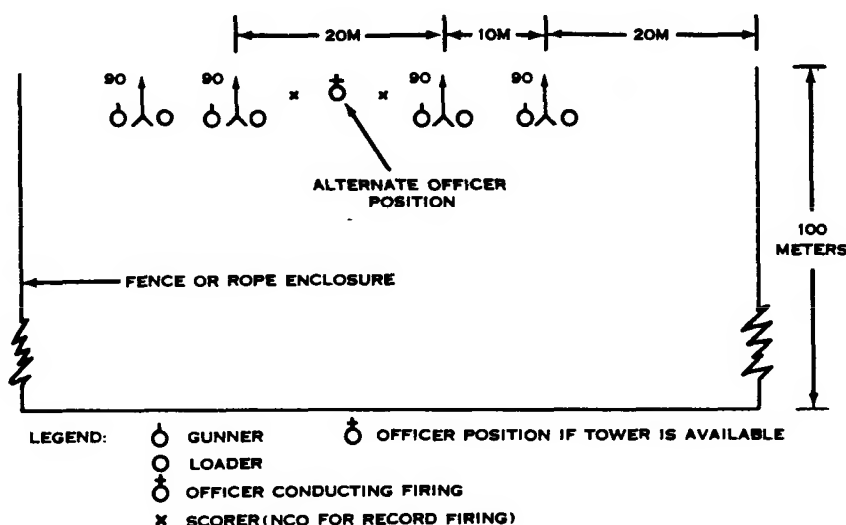 20M 10M 20M
90 90 90 90
x x
ALTERNATE OFFICER
POSITION
100
METERS
FENCE OR ROPE ENCLOSURE
LEGEND:
GUNNER
OFFICER POSITION IF TOWER IS AVAILABLE
LOADER
OFFICER CONDUCTING FIRING
x SCORER(NCO FOR RECORD FIRING)